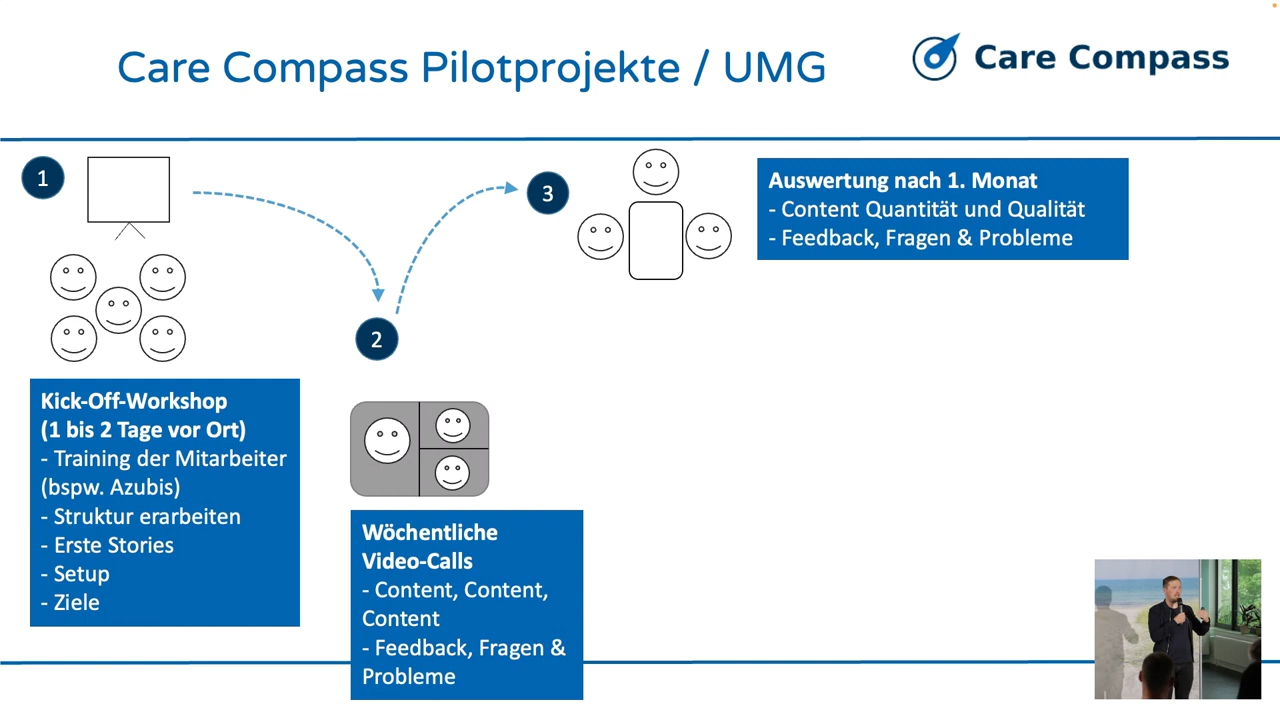 Care Compass Pilotprojekte / UMG
Care Compass
1
Kick-Off-Workshop
(1 bis 2 Tage vor Ort)
- Training der Mitarbeiter
(bspw. Azubis)
- Struktur erarbeiten
- Erste Stories
- Setup
- Ziele
2
Wöchentliche
Video-Calls
- Content, Content,
Content
- Feedback, Fragen &
Probleme
3
Auswertung nach 1. Monat
- Content Quantität und Qualität
- Feedback, Fragen & Probleme